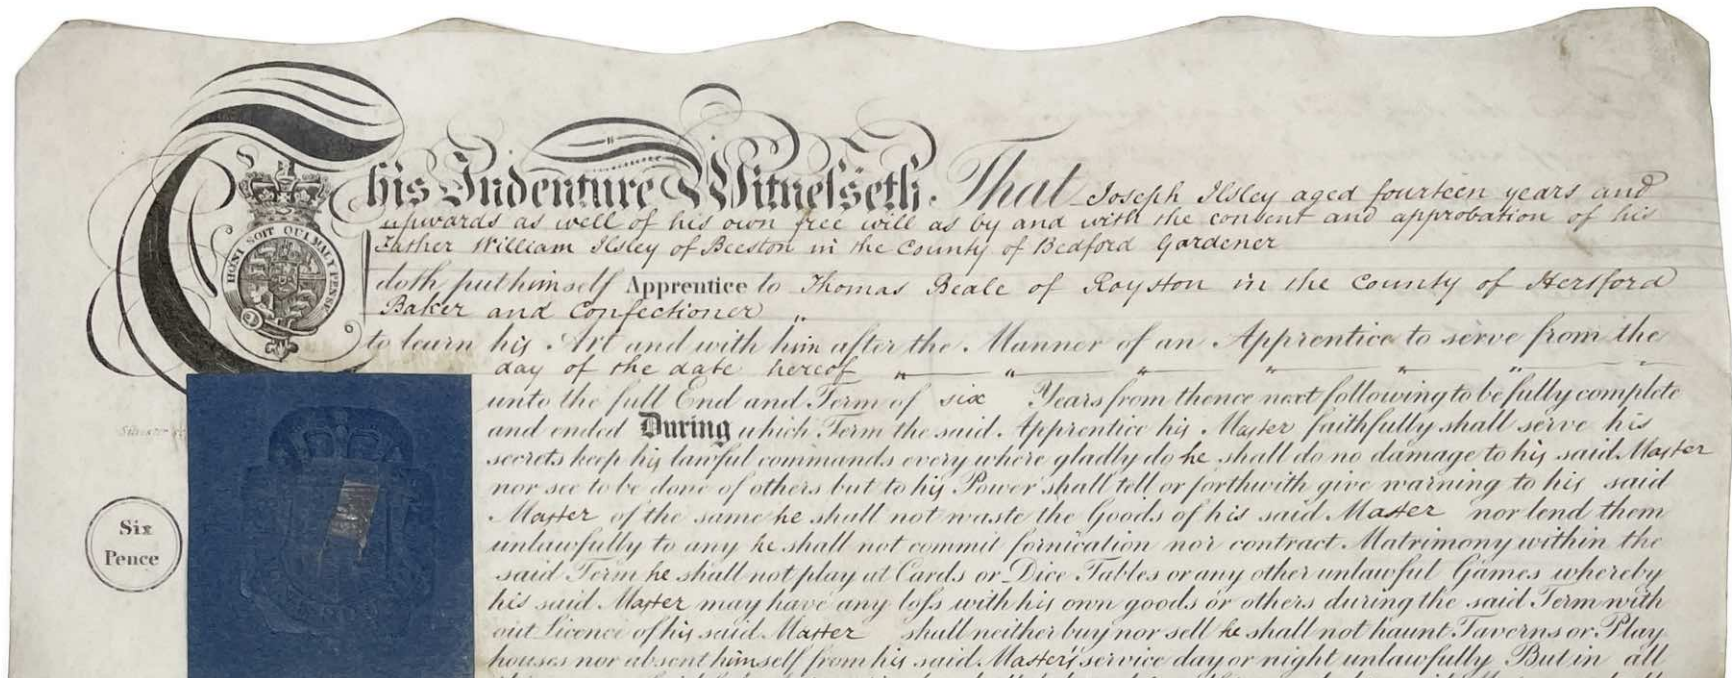 This Indenture Witnesseth. That Joseph Ilsley aged fourteen years and
upwards as well of his own free will as by and with the consent and approbation of his
Father William Ilsley of Beeston in the County of Bedford Gardener
doth put himself Apprentice to Thomas Beale of Royston in the County of Hertford
Baker and Confectioner
HONI SOIT QUI MAL Y PENSE
to learn his Art and with him after the Manner of an Apprentice to serve from the
day of the date hereof
unto the full End and Term of six Years from thence next following to be fully complete
and ended During which Term the said Apprentice his Master faithfully shall serve his
secrets keep his lawful commands every where gladly do he shall do no damage to his said Master
nor see to be done of others but to his Power shall tell or forthwith give warning to his said
Master of the same he shall not waste the Goods of his said Master nor lend them
Six
Pence
unlawfully to any he shall not commit fornication nor contract Matrimony within the
said Term he shall not play at Cards or Dice Tables or any other unlawful Games whereby
his said Master may have any loss with his own goods or others during the said Term with
out Licence of his said Master shall neither buy nor sell he shall not haunt Taverns or Play
houses nor absent himself from his said Master's service day or night unlawfully But in all